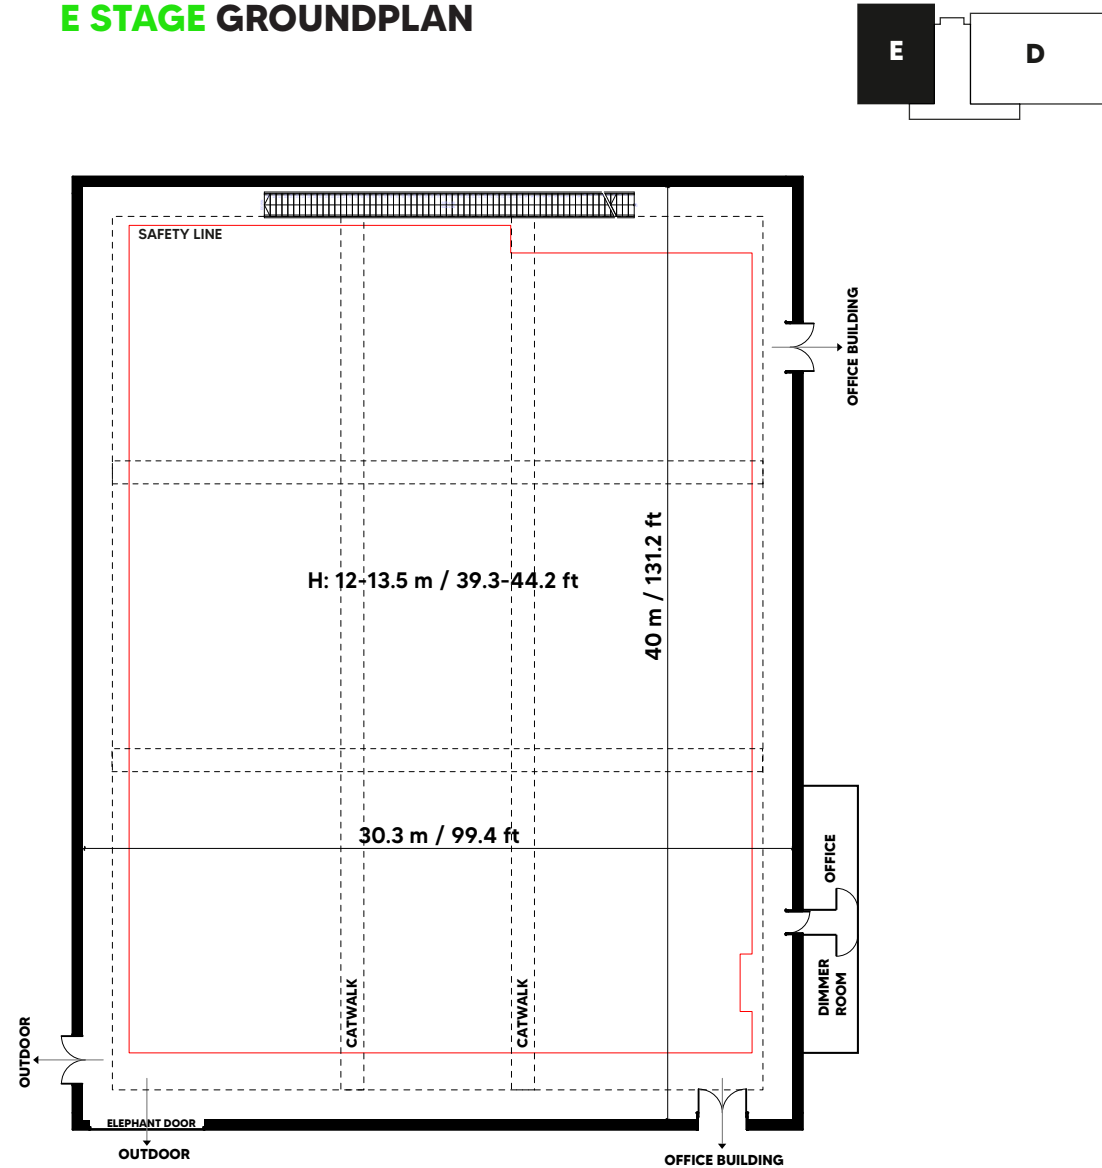 E STAGE GROUNDPLAN
E
D
SAFETY LINE
OFFICE BUILDING
H: 12-13.5 m / 39.3-44.2 ft
40 m / 131.2 ft
30.3 m / 99.4 ft
OFFICE
DIMMER
ROOM
CATWALK
CATWALK
OUTDOOR
ELEPHANT DOOR
OUTDOOR
OFFICE BUILDING